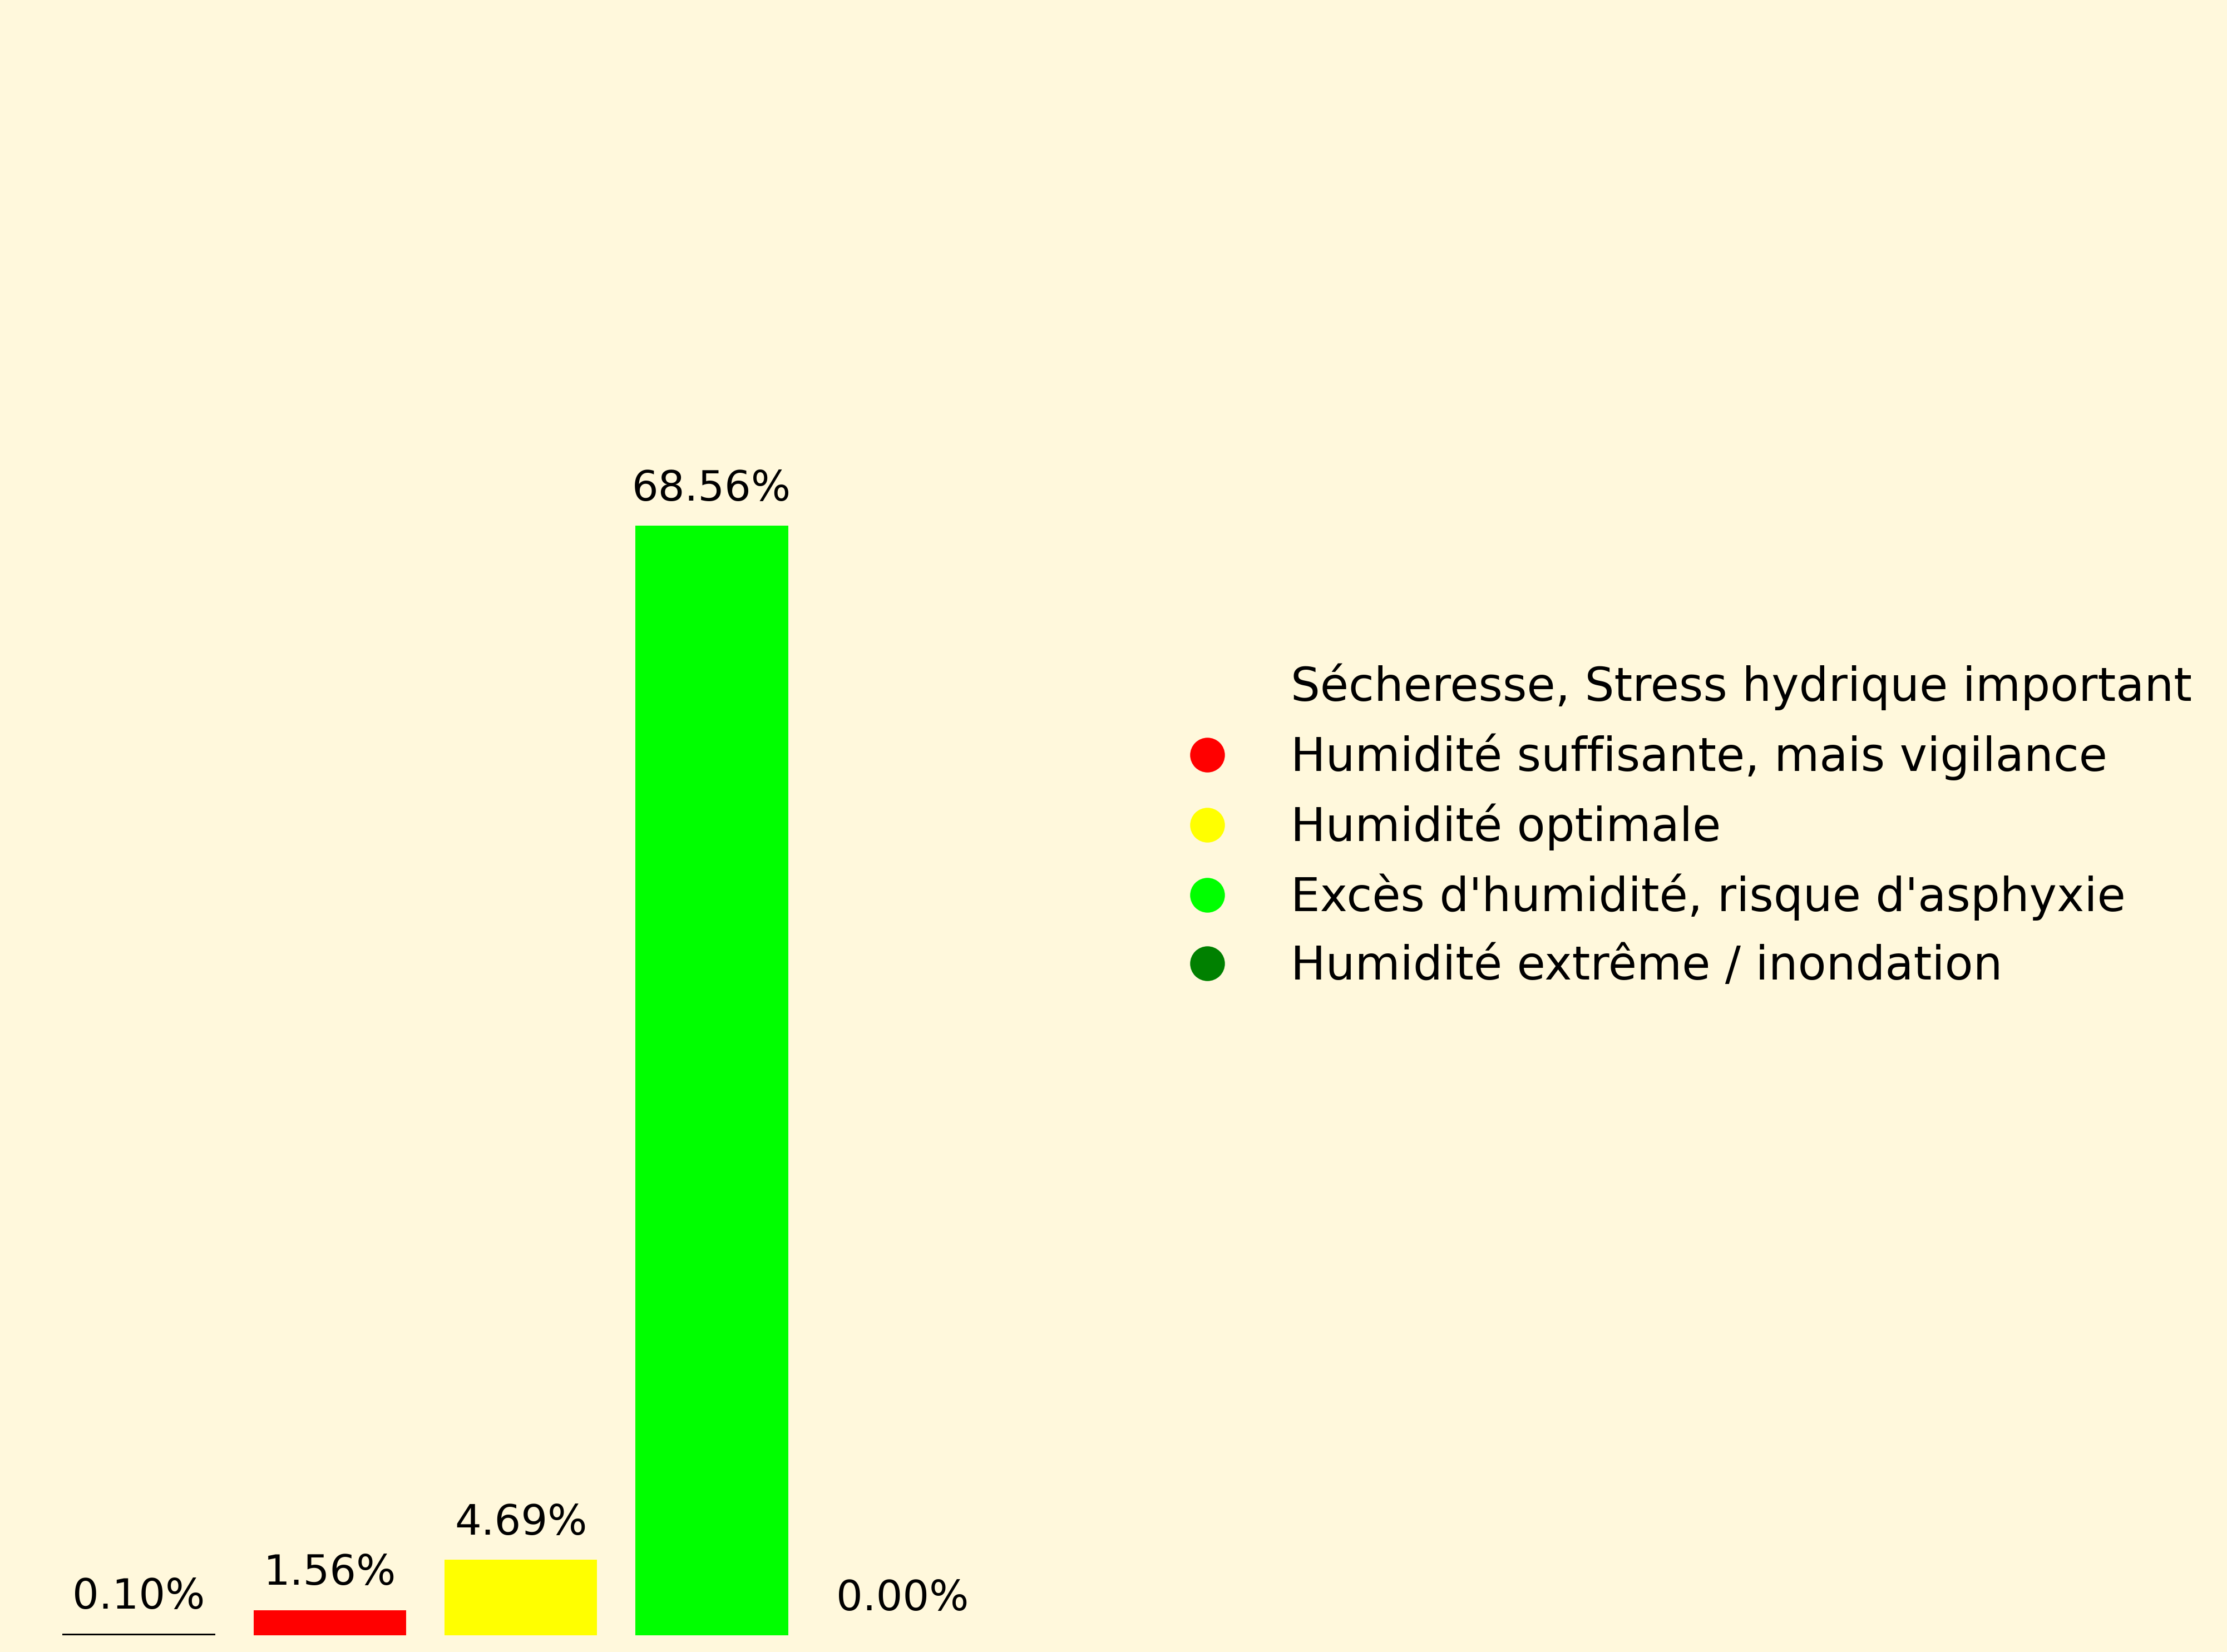 68.56%
Sécheresse, Stress hydrique important
Humidité suffisante, mais vigilance
Humidité optimale
Excès d'humidité, risque d'asphyxie
Humidité extrême / inondation
4.69%
1.56%
0.10%
0.00%